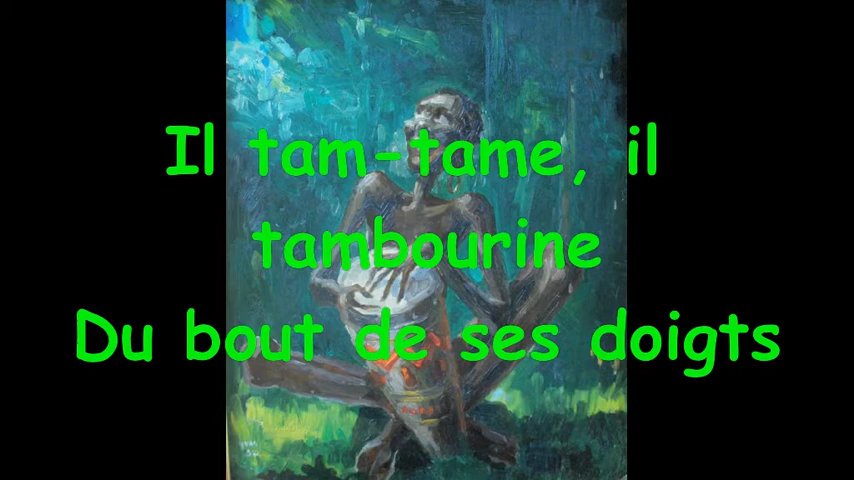 Il tam-tame, il
tambourine
Du bout de ses doigts